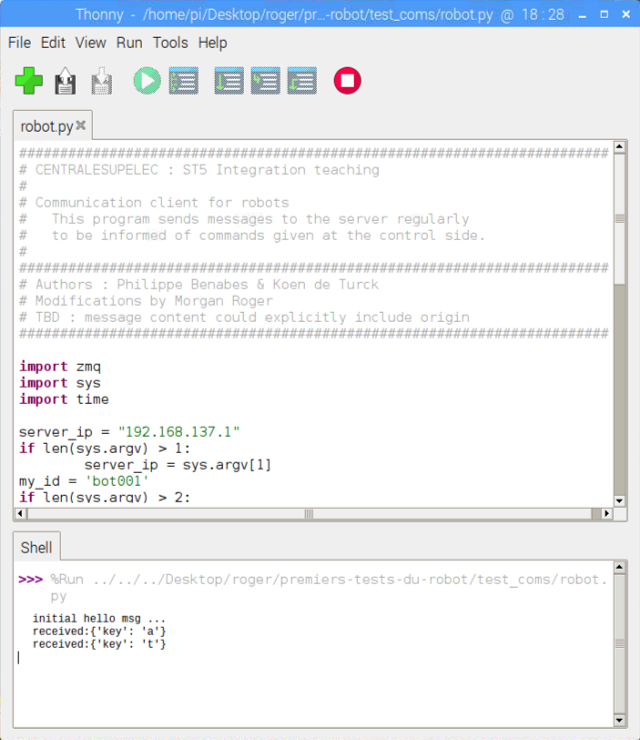 Thonny - /home/pi/Desktop/roger/pr...-robot/test_coms/robot.py @ 18 : 28
File Edit View Run Tools Help
robot.py
########################################################################
# CENTRALESUPELEC : ST5 Integration teaching
#
# Communication client for robots
#   This program sends messages to the server regularly
#   to be informed of commands given at the control side.
#
########################################################################
# Authors : Philippe Benabes & Koen de Turck
# Modifications by Morgan Roger
# TBD : message content could explicitly include origin
########################################################################
import zmq
import sys
import time
server_ip = "192.168.137.1"
if len(sys.argv) > 1:
        server_ip = sys.argv[1]
my_id = 'bot001'
if len(sys.argv) > 2:
Shell
>>> %Run ../../../Desktop/roger/premiers-tests-du-robot/test_coms/robot.
py
initial hello msg ...
received:{'key': 'a'}
received:{'key': 't'}